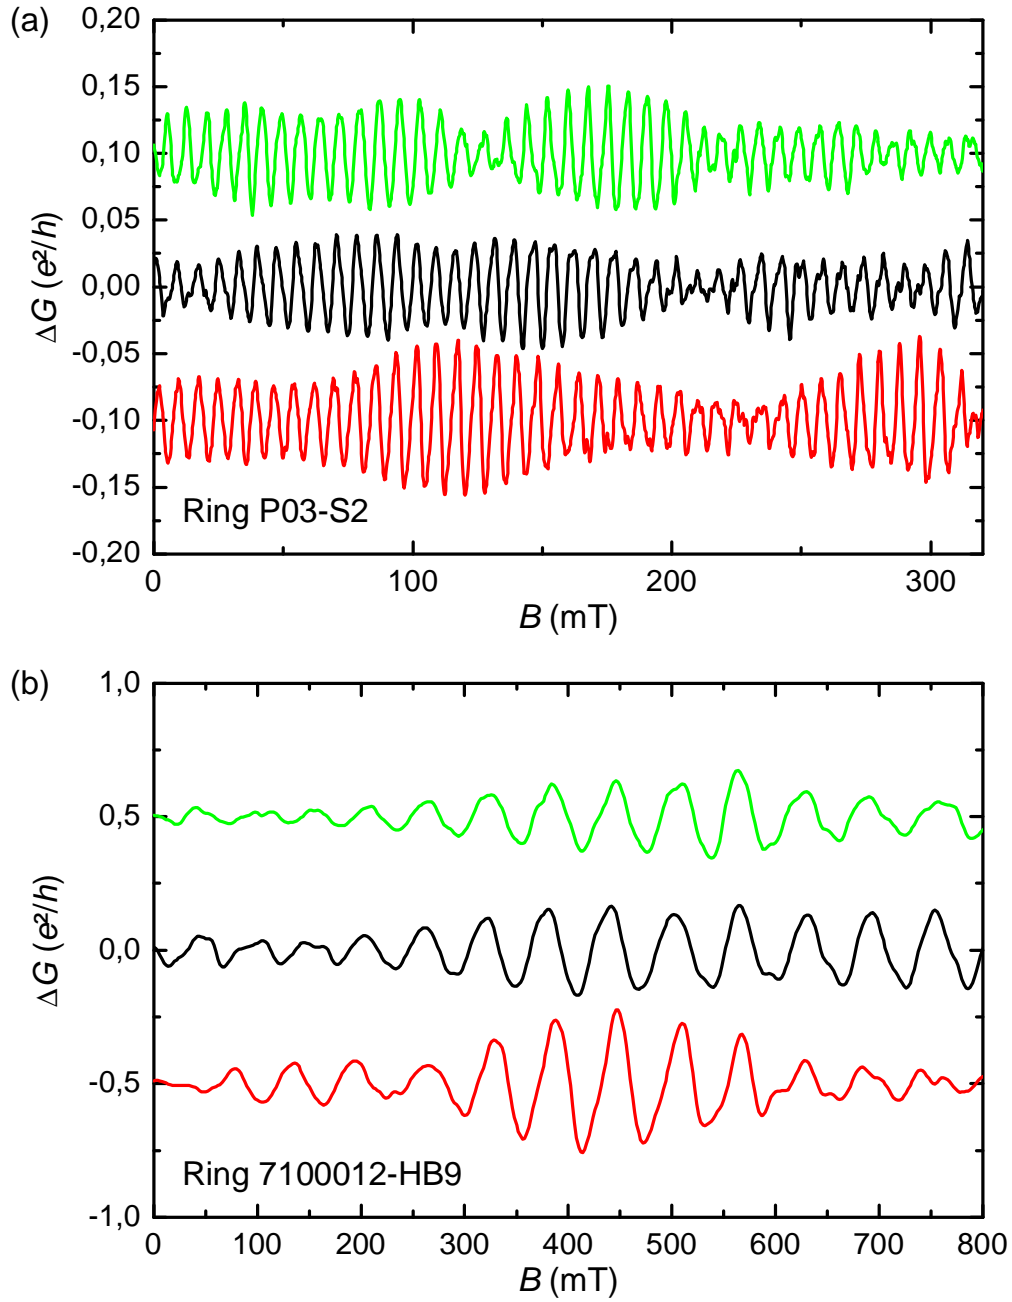 (a)
0,20
0,15
0,10
0,05
0,00
-0,05
-0,10
-0,15
-0,20
ΔG (e²/h)
Ring P03-S2
0 100 200 300
B (mT)
(b)
1,0
0,5
0,0
-0,5
-1,0
ΔG (e²/h)
Ring 7100012-HB9
0 100 200 300 400 500 600 700 800
B (mT)